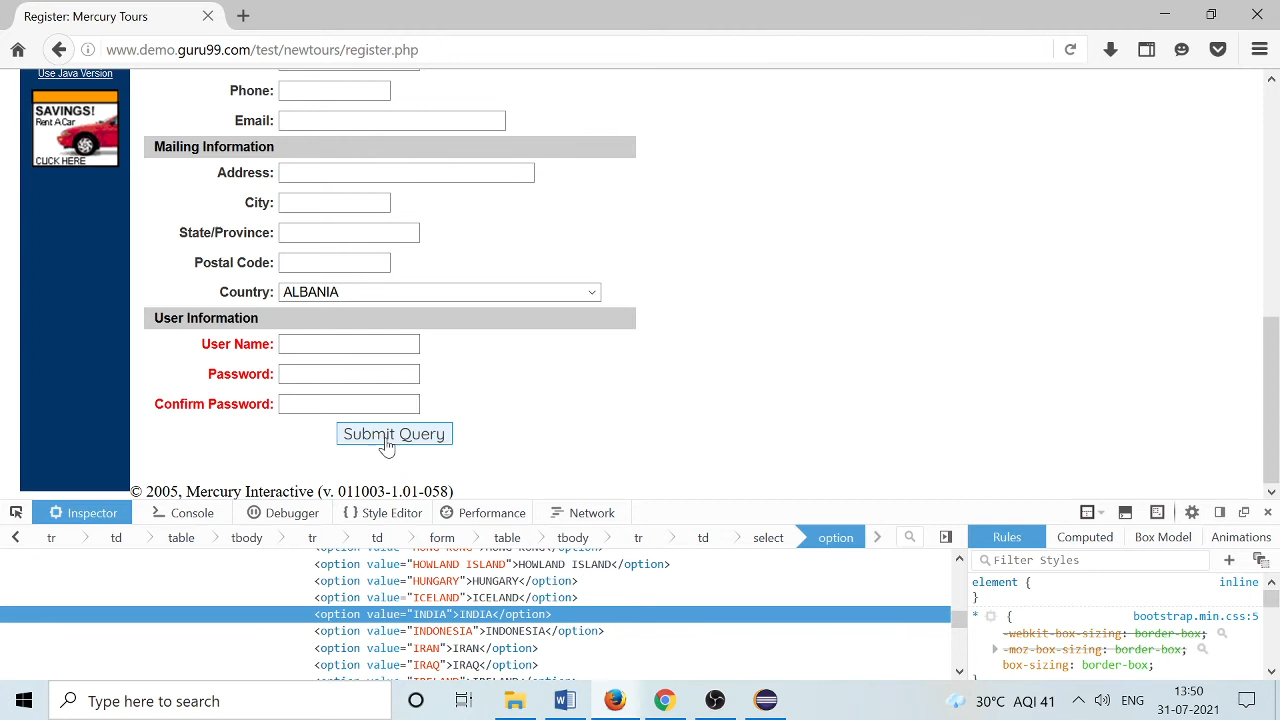 Register: Mercury Tours
www.demo.guru99.com/test/newtours/register.php
Use Java Version
SAVINGS!
Rent A Car
CLICK HERE
Phone:
Email:
Mailing Information
Address:
City:
State/Province:
Postal Code:
Country: ALBANIA
User Information
User Name:
Password:
Confirm Password:
Submit Query
© 2005, Mercury Interactive (v. 011003-1.01-058)
Inspector Console Debugger Style Editor Performance Network
tr td table tbody tr td form table tbody tr td select option
Rules Computed Box Model Animations
Filter Styles
<option value="HOWLAND ISLAND">HOWLAND ISLAND</option>
<option value="HUNGARY">HUNGARY</option>
<option value="ICELAND">ICELAND</option>
<option value="INDIA">INDIA</option>
<option value="INDONESIA">INDONESIA</option>
<option value="IRAN">IRAN</option>
<option value="IRAQ">IRAQ</option>
element { inline
}
* { bootstrap.min.css:5
-webkit-box-sizing: border-box;
-moz-box-sizing: border-box;
box-sizing: border-box;
Type here to search
30°C AQI 41
ENG
13:50
31-07-2021